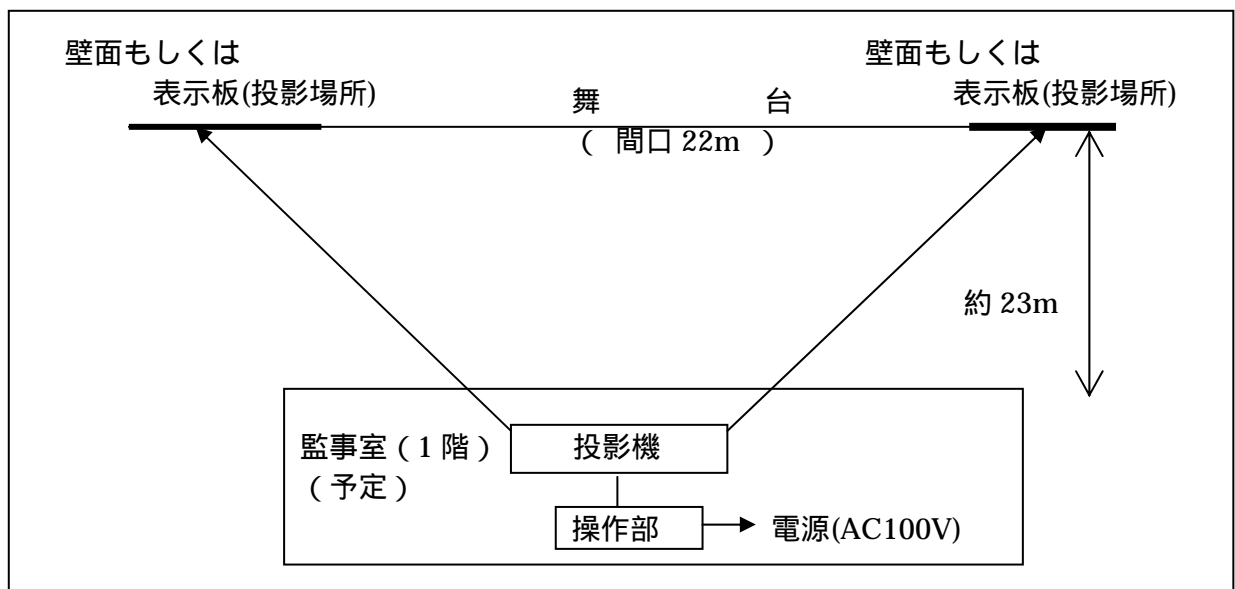 壁面もしくは
表示板(投影場所)
壁面もしくは
表示板(投影場所)
舞 台
( 間口 22m )
約 23m
監事室(1 階)
(予定)
投影機
操作部
電源(AC100V)